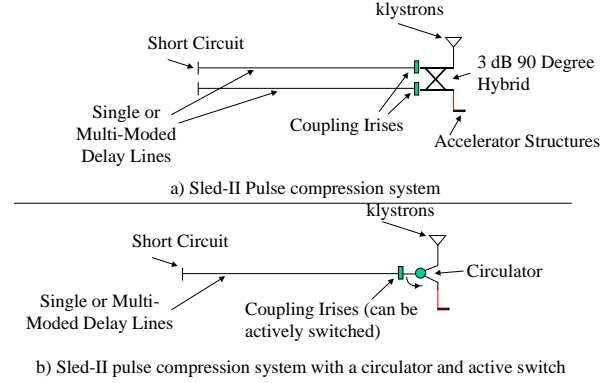 klystrons
Short Circuit
3 dB 90 Degree
Hybrid
Single or
Multi-Moded
Delay Lines
Coupling Irises
Accelerator Structures
a) Sled-II Pulse compression system
klystrons
Short Circuit
Circulator
Single or Multi-
Moded Delay Lines
Coupling Irises (can be
actively switched)
b) Sled-II pulse compression system with a circulator and active switch